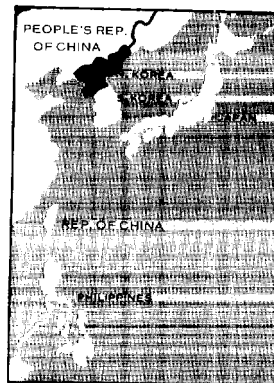 PEOPLE'S REP.
OF CHINA
N. KOREA
S. KOREA
JAPAN
REP. OF CHINA
PHILIPPINES